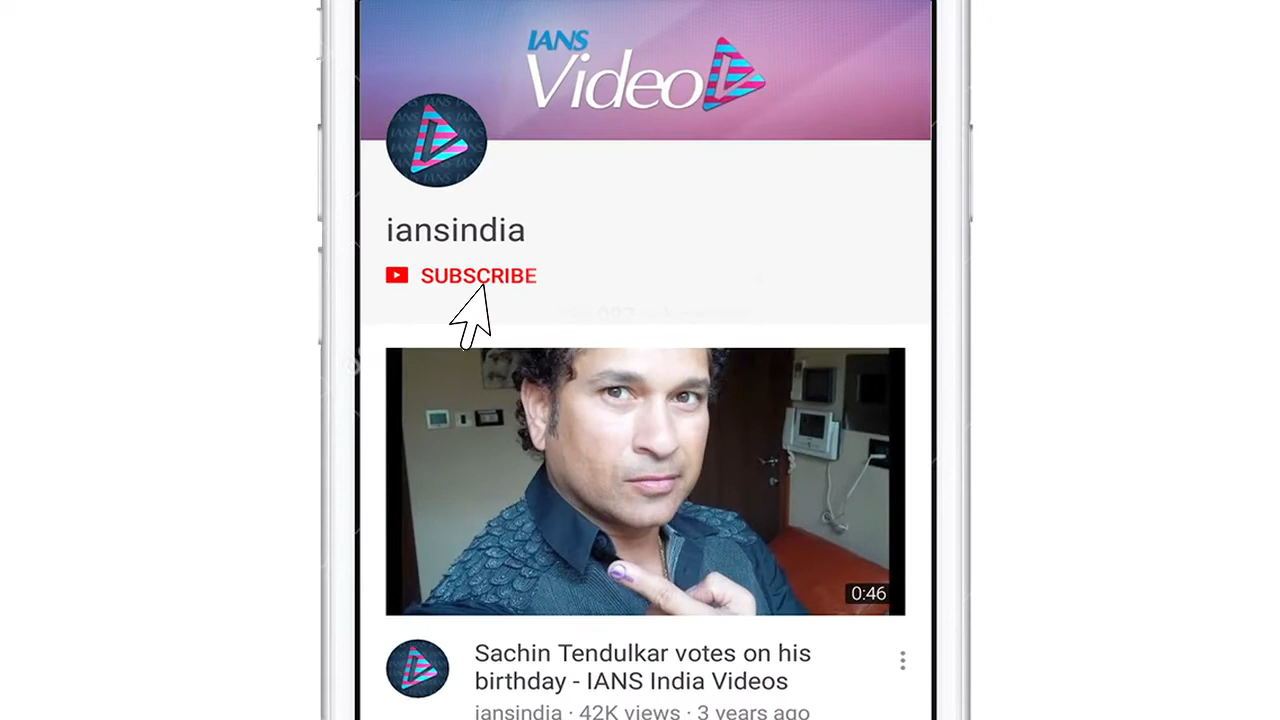 IANS
Video
iansindia
SUBSCRIBE
0:46
Sachin Tendulkar votes on his
birthday - IANS India Videos
iansindia · 42K views · 3 years ago